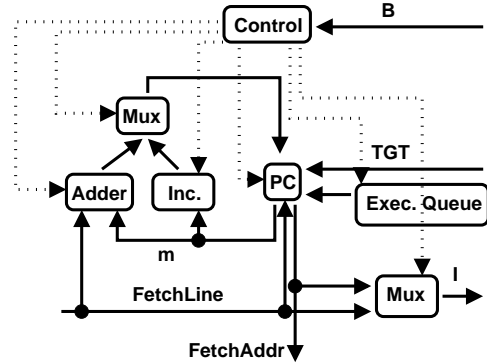 Control
B
Mux
TGT
Adder
Inc.
PC
Exec. Queue
m
FetchLine
Mux
I
FetchAddr